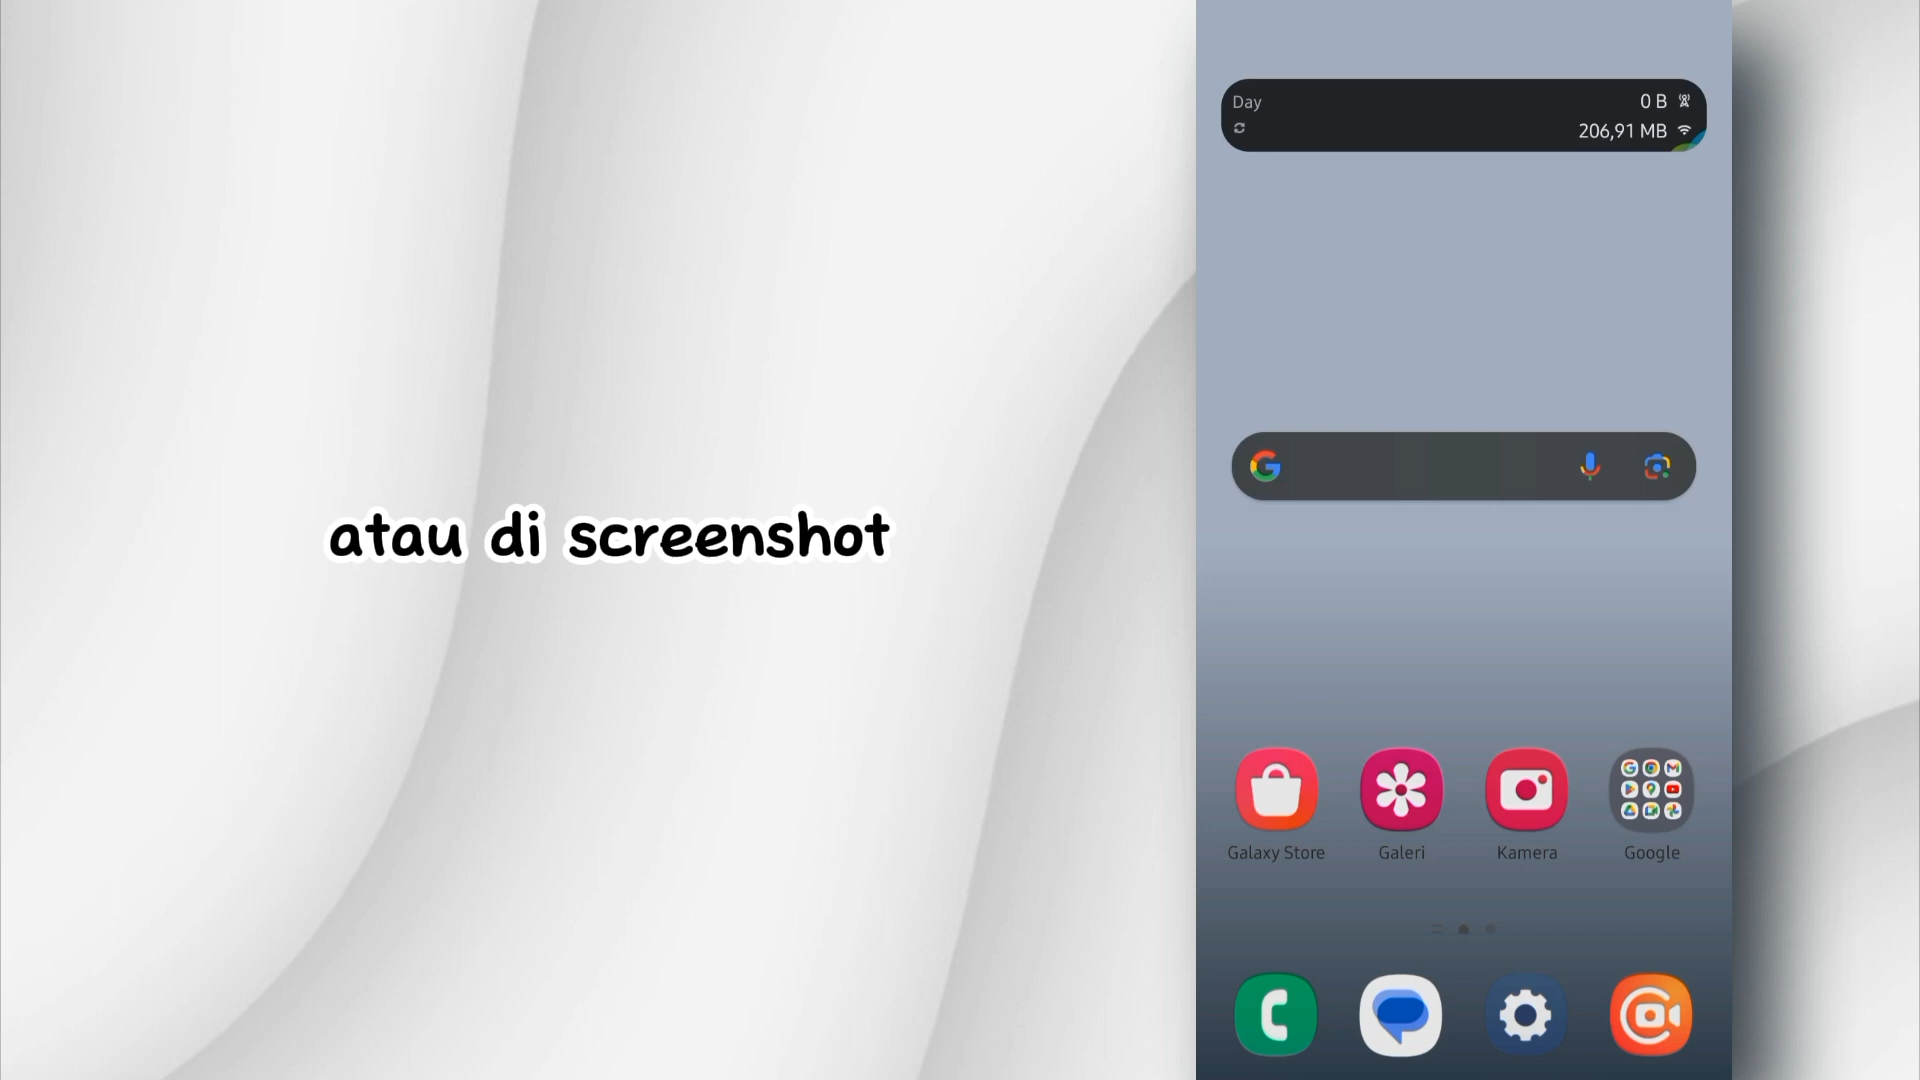 atau di screenshot
Day
0 B
206,91 MB
Galaxy Store
Galeri
Kamera
Google